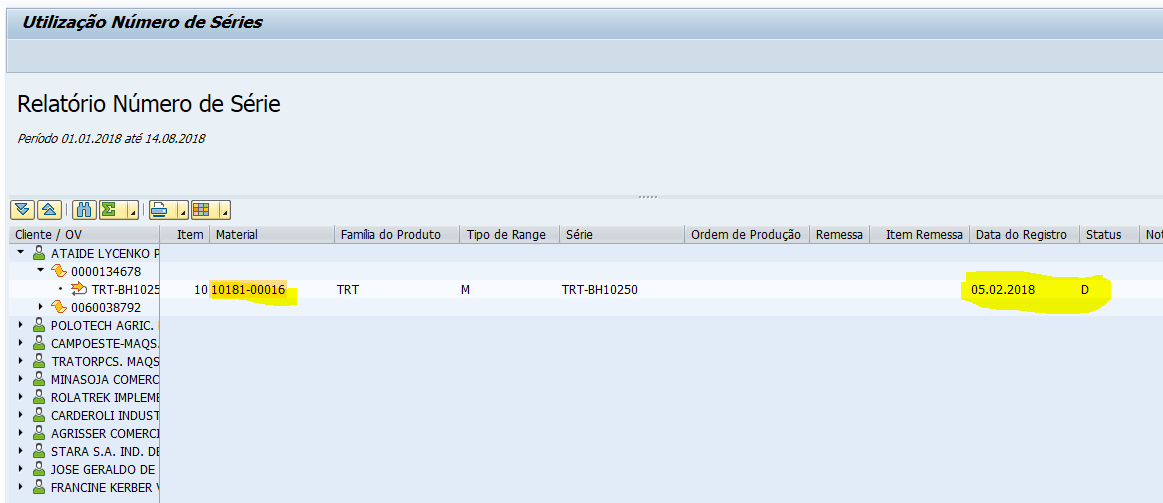 Utilização Número de Séries
Relatório Número de Série
Período 01.01.2018 até 14.08.2018
Cliente / OV Item Material Família do Produto Tipo de Range Série Ordem de Produção Remessa Item Remessa Data do Registro Status Not
ATAIDE LYCENKO P
0000134678
TRT-BH1025 10 10181-00016 TRT M TRT-BH10250 05.02.2018 D
0060038792
POLOTECH AGRIC.
CAMPOESTE-MAQS.
TRATORPCS. MAQS
MINASOJA COMERC
ROLATREK IMPLEME
CARDEROLI INDUST
AGRISSER COMERCI
STARA S.A. IND. DE
JOSE GERALDO DE
FRANCINE KERBER V